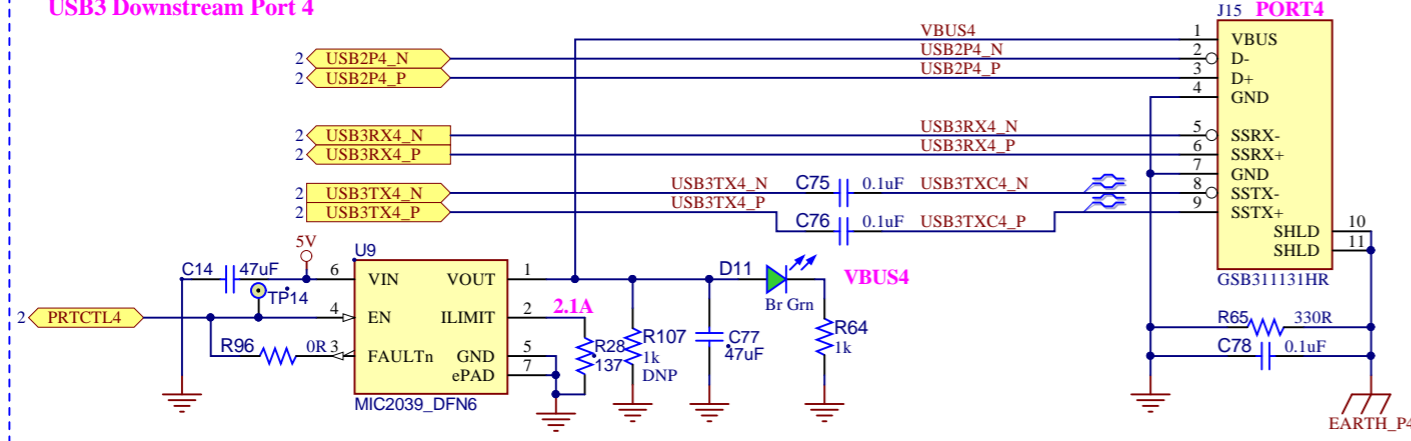 USB3 Downstream Port 4
J15 PORT4
VBUS4
1 VBUS
2 USB2P4_N USB2P4_N 2 D-
2 USB2P4_P USB2P4_P 3 D+
4 GND
2 USB3RX4_N USB3RX4_N 5 SSRX-
2 USB3RX4_P USB3RX4_P 6 SSRX+
7 GND
2 USB3TX4_N USB3TX4_N C75 0.1uF USB3TXC4_N 8 SSTX-
2 USB3TX4_P USB3TX4_P C76 0.1uF USB3TXC4_P 9 SSTX+
SHLD 10
SHLD 11
GSB311131HR
5V
U9
C14 47uF 6 VIN VOUT 1 D11 VBUS4
TP14 Br Grn
2 PRTCTL4 4 EN ILIMIT 2 2.1A
R96 0R 3 FAULTn GND 5
ePAD 7
MIC2039_DFN6
R28 137
R107 1k DNP
C77 47uF
R64 1k
R65 330R
C78 0.1uF
EARTH_P4